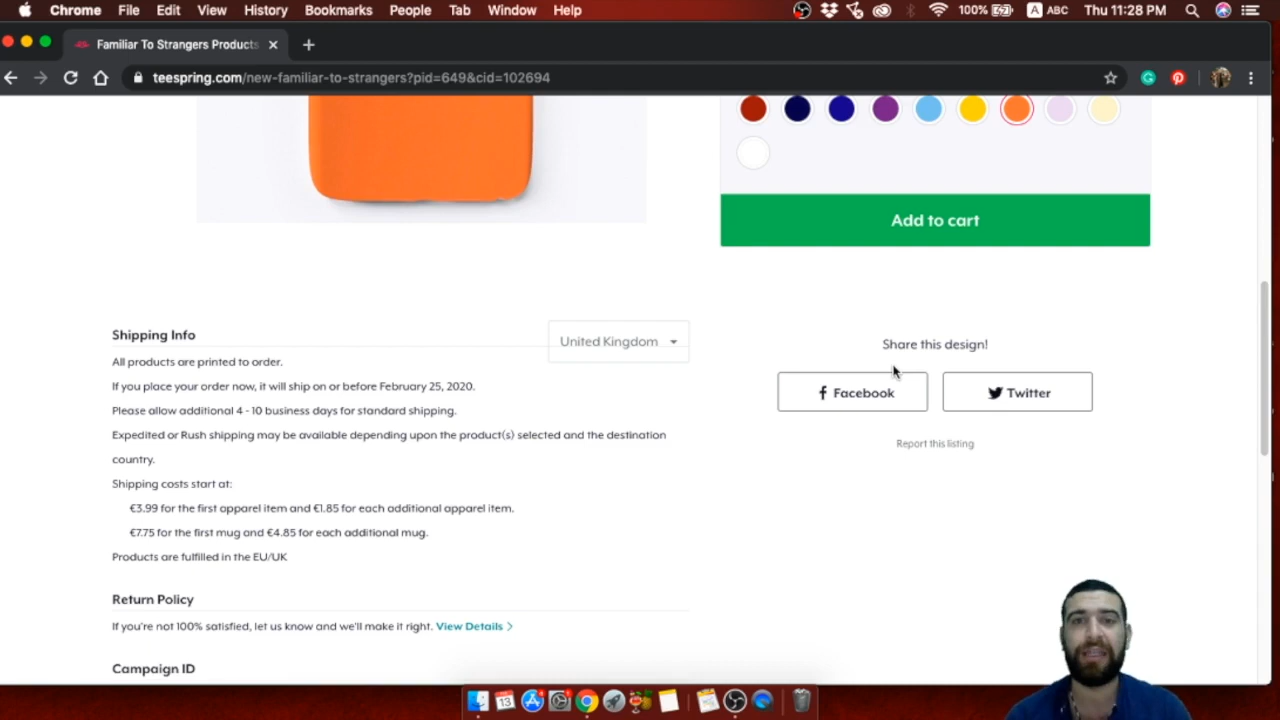 Chrome File Edit View History Bookmarks People Tab Window Help 100% A ABC Thu 11:28 PM
Familiar To Strangers Products
teespring.com/new-familiar-to-strangers?pid=649&cid=102694
Add to cart
Shipping Info
United Kingdom
All products are printed to order.
If you place your order now, it will ship on or before February 25, 2020.
Please allow additional 4 - 10 business days for standard shipping.
Expedited or Rush shipping may be available depending upon the product(s) selected and the destination
country.
Shipping costs start at:
€3.99 for the first apparel item and €1.85 for each additional apparel item.
€7.75 for the first mug and €4.85 for each additional mug.
Products are fulfilled in the EU/UK
Return Policy
If you're not 100% satisfied, let us know and we'll make it right. View Details >
Campaign ID
Share this design!
Facebook
Twitter
Report this listing
13